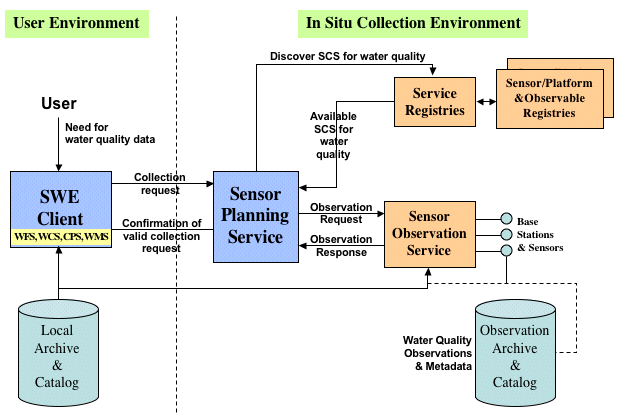 User Environment
In Situ Collection Environment
Discover SCS for water quality
User
Need for
water quality data
Service
Registries
Sensor/Platform
&Observable
Registries
Available
SCS for
water
quality
SWE
Client
WFS, WCS, CPS, WMS
Collection
request
Confirmation of
valid collection
request
Sensor
Planning
Service
Observation
Request
Observation
Response
Sensor
Observation
Service
Base
Stations
& Sensors
Local
Archive
&
Catalog
Water Quality
Observations
& Metadata
Observation
Archive
&
Catalog